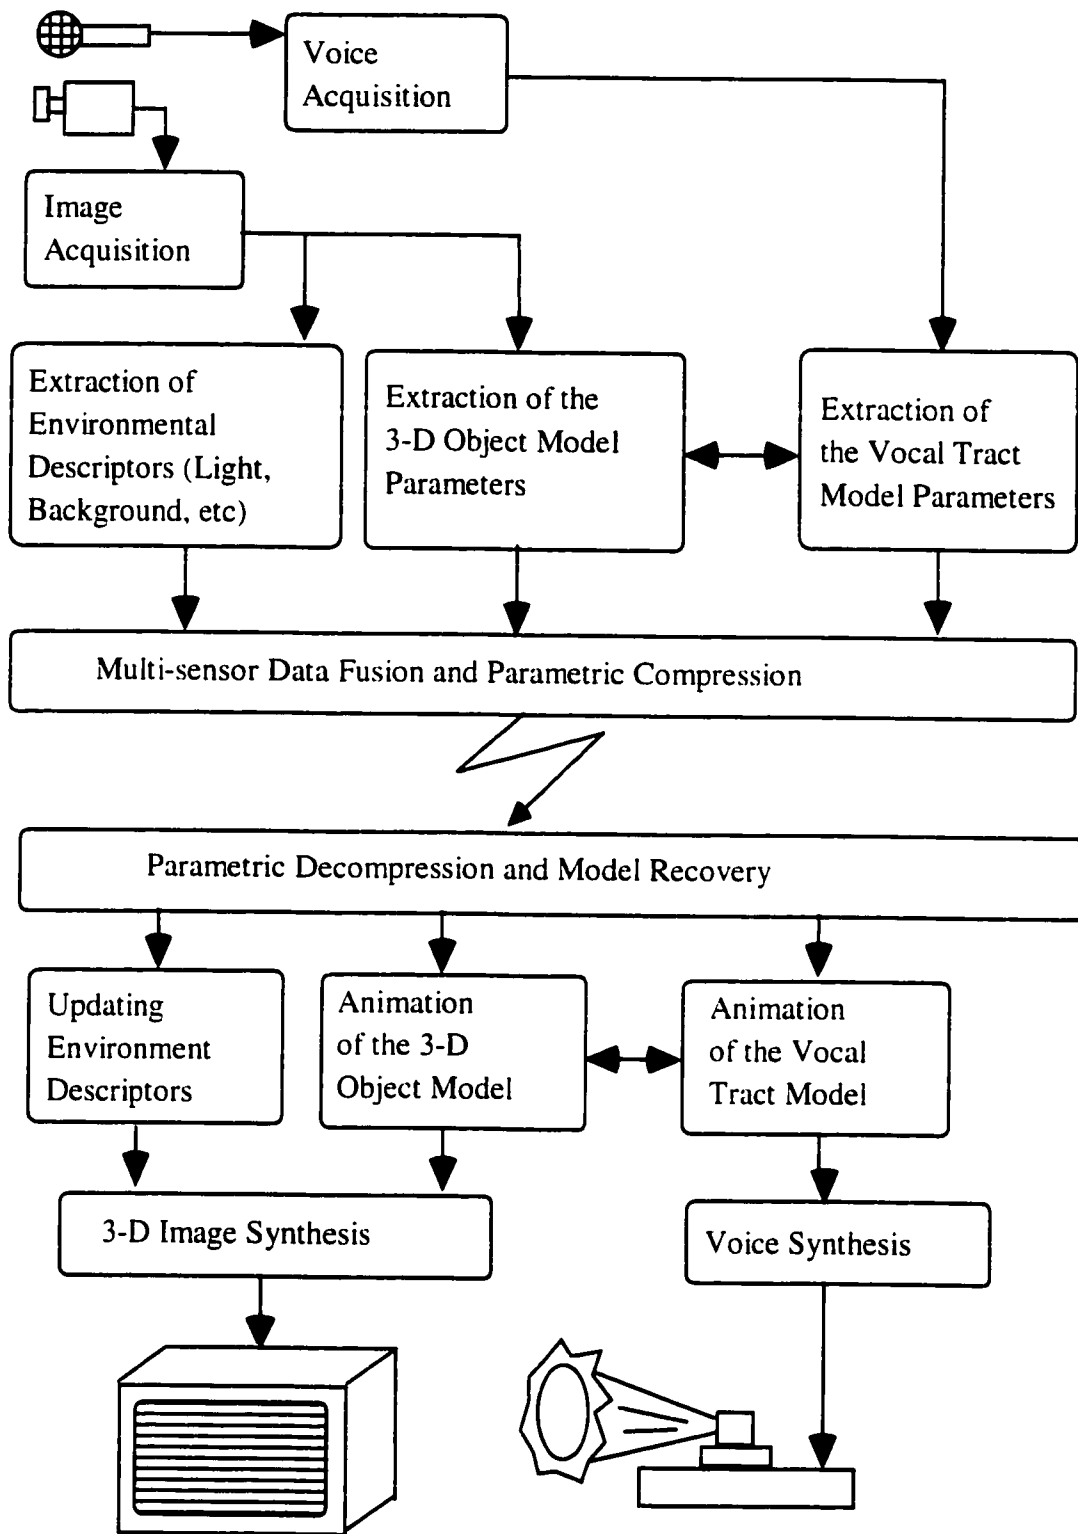 Voice
Acquisition
Image
Acquisition
Extraction of
Environmental
Descriptors (Light,
Background, etc)
Extraction of the
3-D Object Model
Parameters
Extraction of
the Vocal Tract
Model Parameters
Multi-sensor Data Fusion and Parametric Compression
Parametric Decompression and Model Recovery
Updating
Environment
Descriptors
Animation
of the 3-D
Object Model
Animation
of the Vocal
Tract Model
3-D Image Synthesis
Voice Synthesis